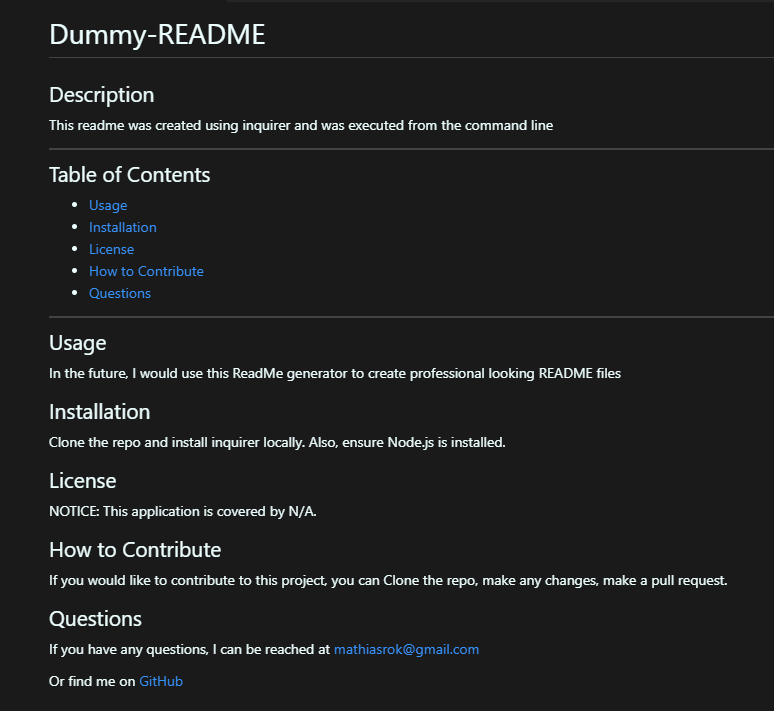 Dummy-README
Description
This readme was created using inquirer and was executed from the command line
Table of Contents
Usage
Installation
License
How to Contribute
Questions
Usage
In the future, I would use this ReadMe generator to create professional looking README files
Installation
Clone the repo and install inquirer locally. Also, ensure Node.js is installed.
License
NOTICE: This application is covered by N/A.
How to Contribute
If you would like to contribute to this project, you can Clone the repo, make any changes, make a pull request.
Questions
If you have any questions, I can be reached at mathiasrok@gmail.com
Or find me on GitHub